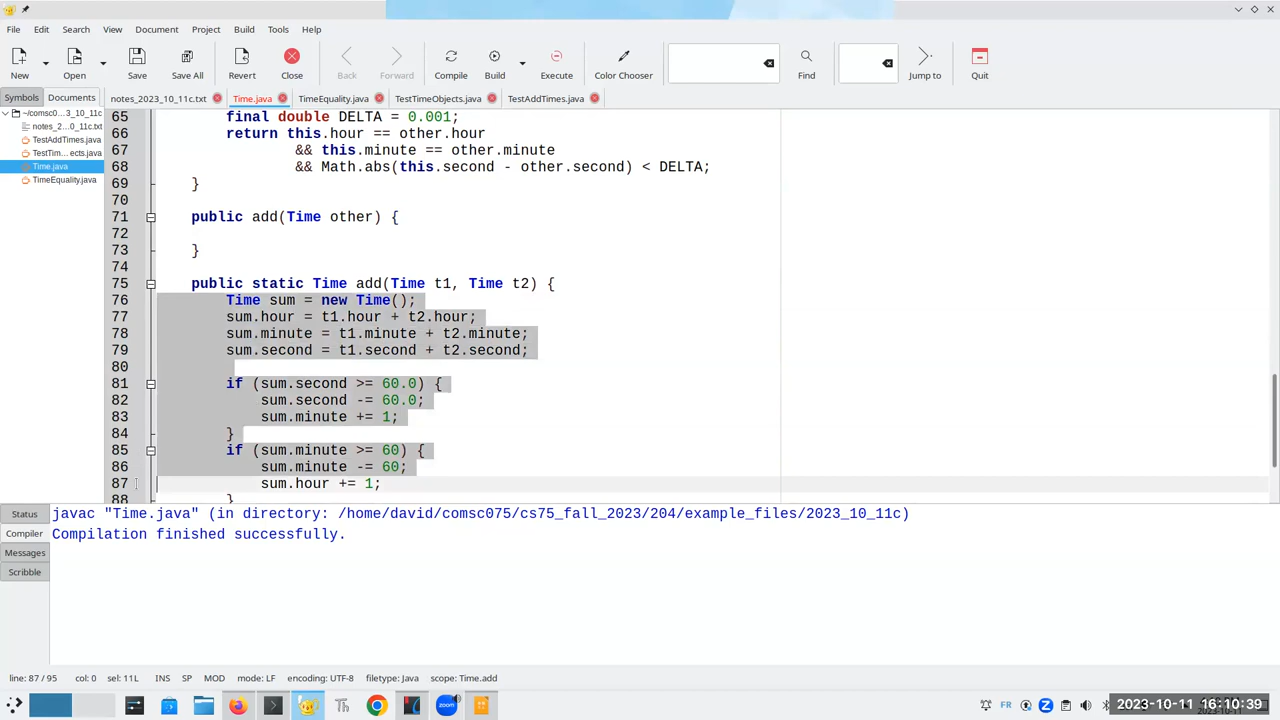 File Edit Search View Document Project Build Tools Help
New Open Save Save All Revert Close Back Forward Compile Build Execute Color Chooser Find Jump to Quit
Symbols Documents notes_2023_10_11c.txt Time.java TimeEquality.java TestTimeObjects.java TestAddTimes.java
~/comsc0…3_10_11c
notes_2…0_11c.txt
TestAddTimes.java
TestTim…ects.java
Time.java
TimeEquality.java
65 final double DELTA = 0.001;
66 return this.hour == other.hour
67 && this.minute == other.minute
68 && Math.abs(this.second - other.second) < DELTA;
69 }
70
71 public add(Time other) {
72
73 }
74
75 public static Time add(Time t1, Time t2) {
76 Time sum = new Time();
77 sum.hour = t1.hour + t2.hour;
78 sum.minute = t1.minute + t2.minute;
79 sum.second = t1.second + t2.second;
80
81 if (sum.second >= 60.0) {
82 sum.second -= 60.0;
83 sum.minute += 1;
84 }
85 if (sum.minute >= 60) {
86 sum.minute -= 60;
87 sum.hour += 1;
88 }
Status
Compiler
Messages
Scribble
javac "Time.java" (in directory: /home/david/comsc075/cs75_fall_2023/204/example_files/2023_10_11c)
Compilation finished successfully.
line: 87 / 95 col: 0 sel: 11L INS SP MOD mode: LF encoding: UTF-8 filetype: Java scope: Time.add
zoom FR 2023-10-11 16:10:39